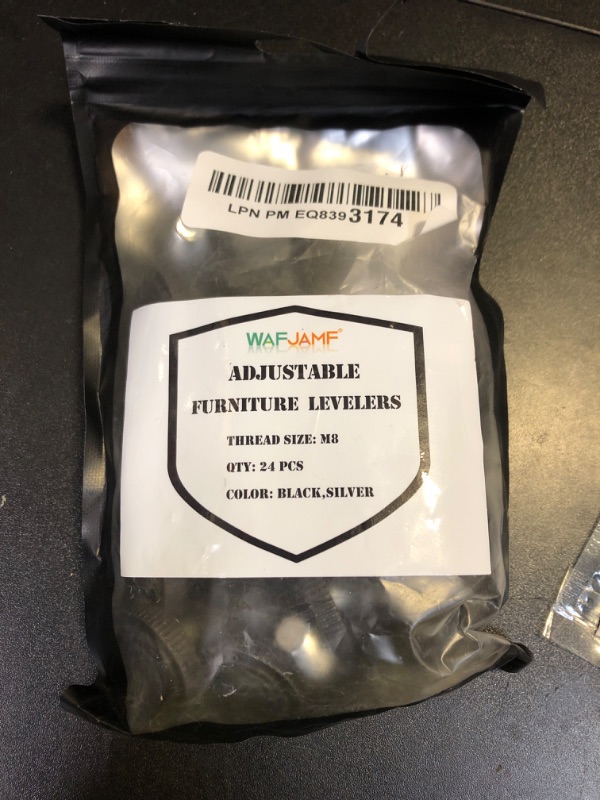 LPN PM EQ8393174
WAFJAMF®
ADJUSTABLE
FURNITURE LEVELERS
THREAD SIZE: M8
QTY: 24 PCS
COLOR: BLACK,SILVER